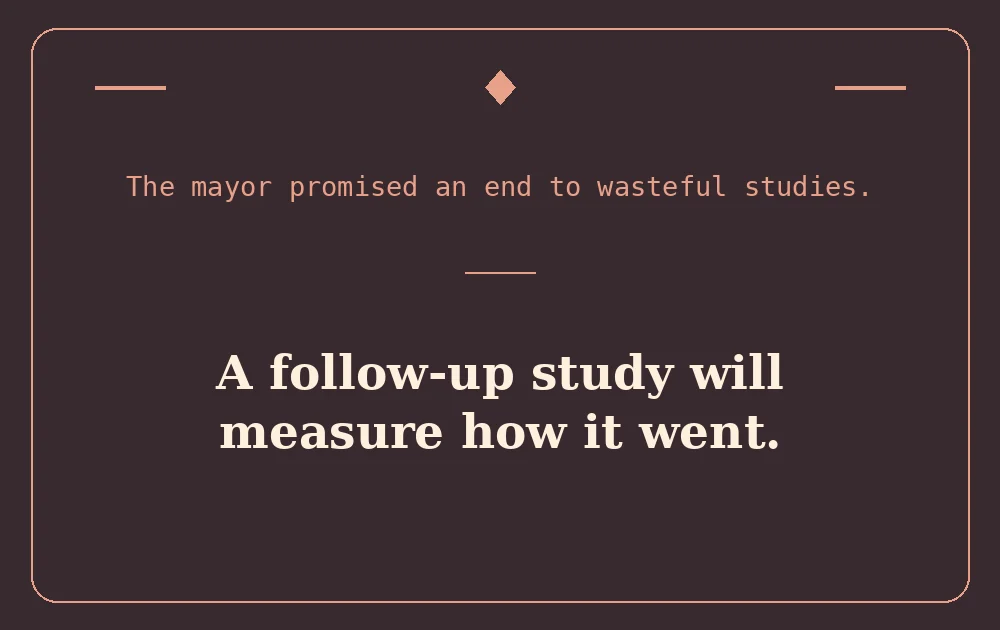 The mayor promised an end to wasteful studies.
A follow-up study will
measure how it went.